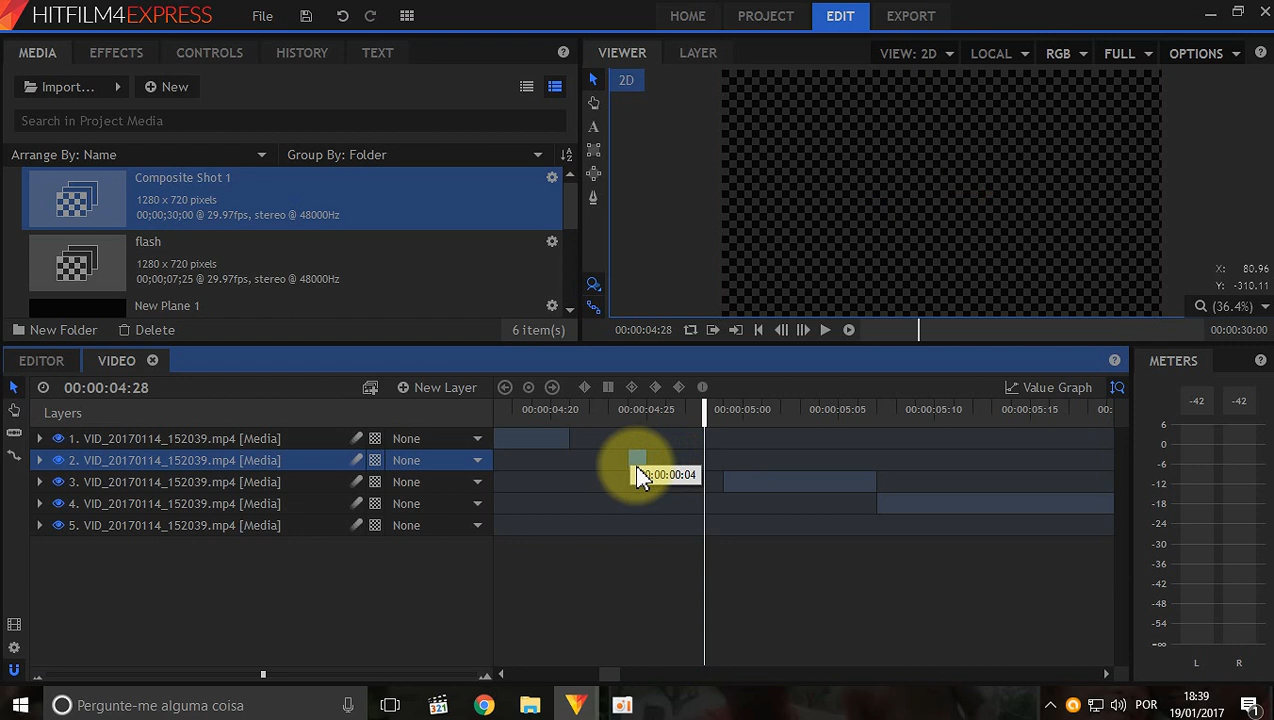 HITFILM4EXPRESS File HOME PROJECT EDIT EXPORT
MEDIA EFFECTS CONTROLS HISTORY TEXT
VIEWER LAYER VIEW: 2D LOCAL RGB FULL OPTIONS
Import... New
2D
Search in Project Media
Arrange By: Name Group By: Folder
Composite Shot 1
1280 x 720 pixels
00;00;30;00 @ 29.97fps, stereo @ 48000Hz
flash
1280 x 720 pixels
00;00;07;25 @ 29.97fps, stereo @ 48000Hz
New Plane 1
X: 80.96
Y: -310.11
(36.4%)
New Folder Delete 6 item(s)
00:00:04:28 00:00:30:00
EDITOR VIDEO METERS
00:00:04:28 New Layer Value Graph
Layers 00:00:04:20 00:00:04:25 00:00:05:00 00:00:05:05 00:00:05:10 00:00:05:15 00:
1. VID_20170114_152039.mp4 [Media] None
2. VID_20170114_152039.mp4 [Media] None
3. VID_20170114_152039.mp4 [Media] None
4. VID_20170114_152039.mp4 [Media] None
5. VID_20170114_152039.mp4 [Media] None
:00:00:04
-42 -42
6
0
-6
-12
-18
-24
-30
-36
-42
-48
-54
-∞
L R
Pergunte-me alguma coisa
321
POR
18:39
19/01/2017
1